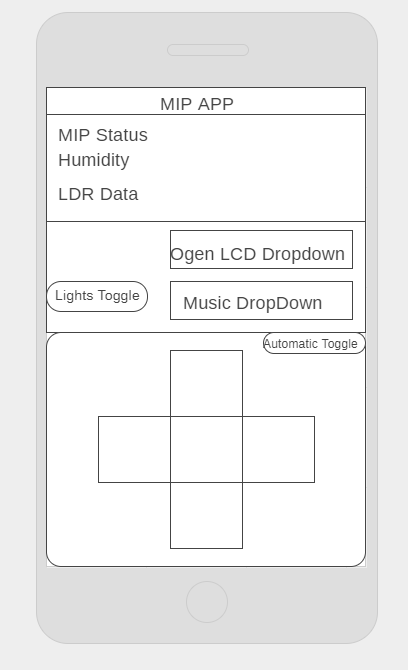 MIP APP
MIP Status
Humidity
LDR Data
Ogen LCD Dropdown
Lights Toggle
Music DropDown
Automatic Toggle